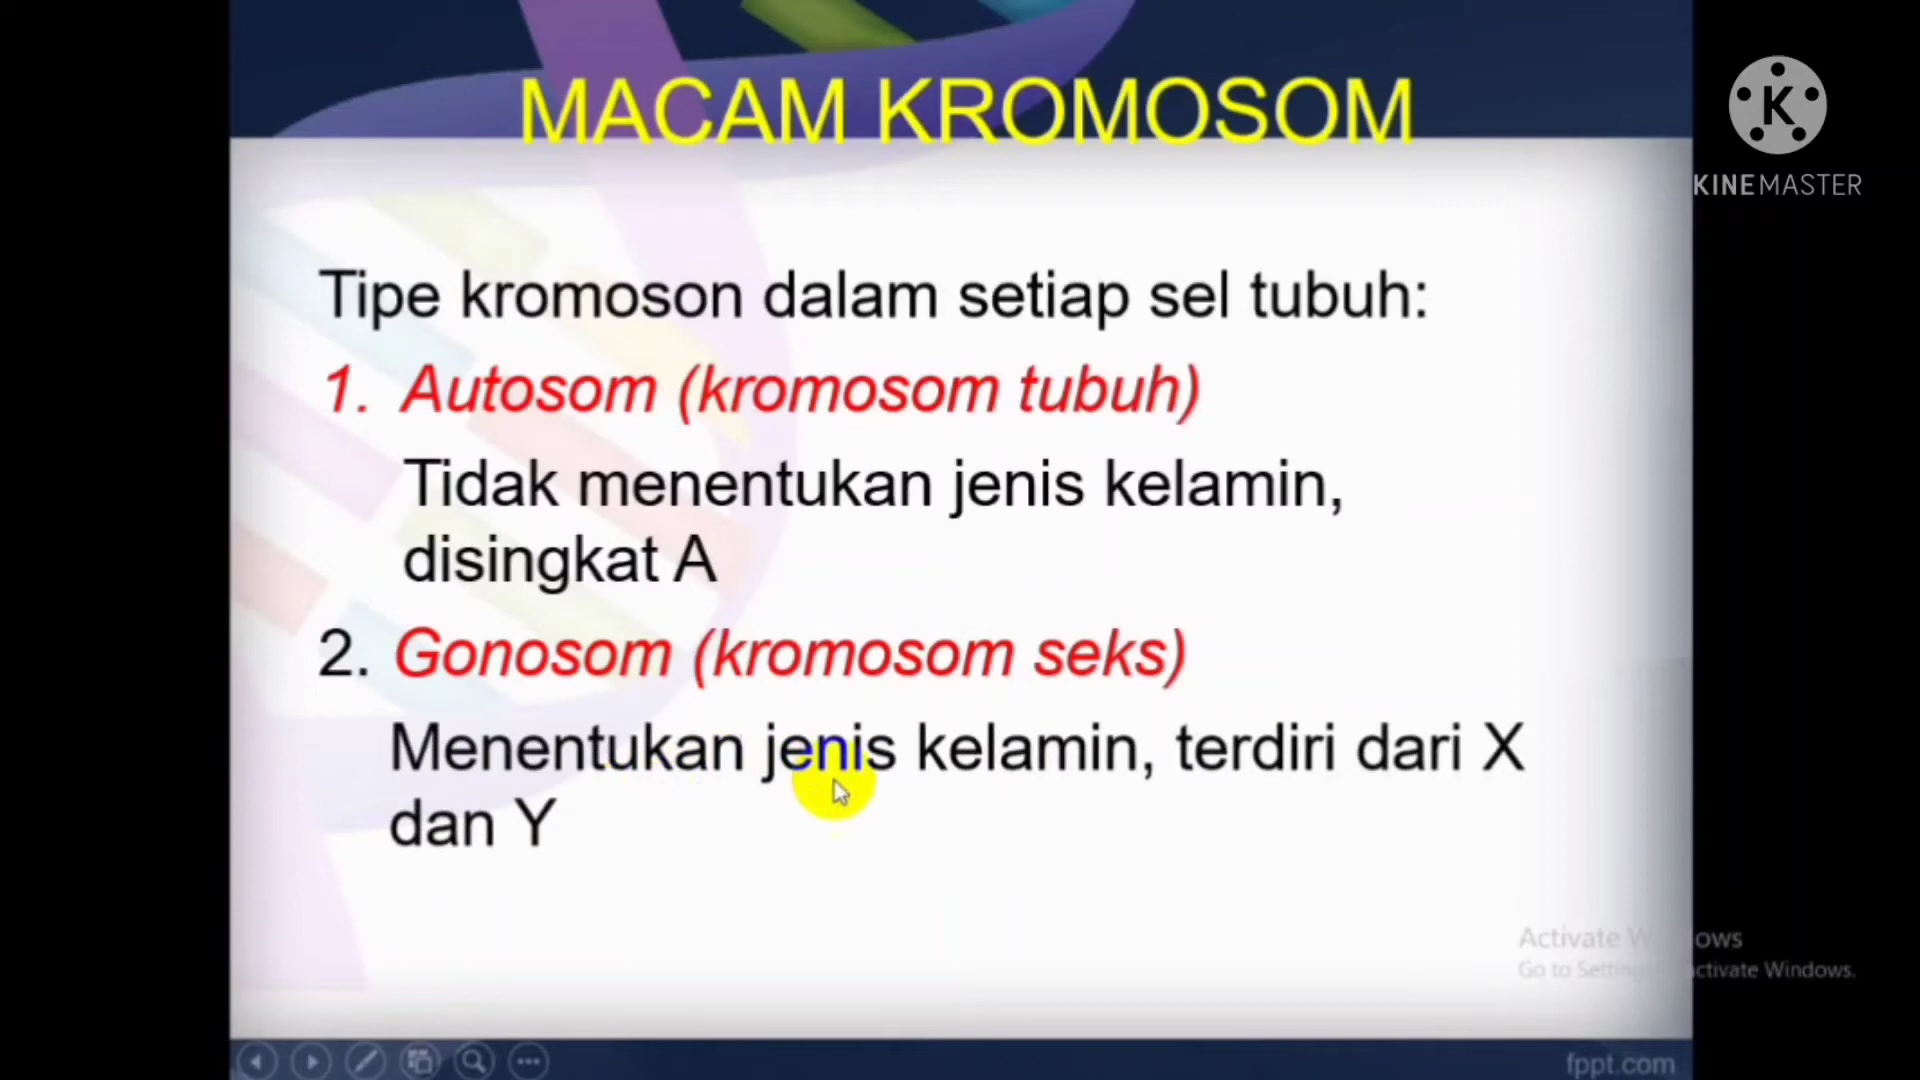 MACAM KROMOSOM
KINEMASTER
Tipe kromoson dalam setiap sel tubuh:
1. Autosom (kromosom tubuh)
Tidak menentukan jenis kelamin,
disingkat A
2. Gonosom (kromosom seks)
Menentukan jenis kelamin, terdiri dari X
dan Y
Activate W ows
Go to Setting ctivate Windows.
fppt.com